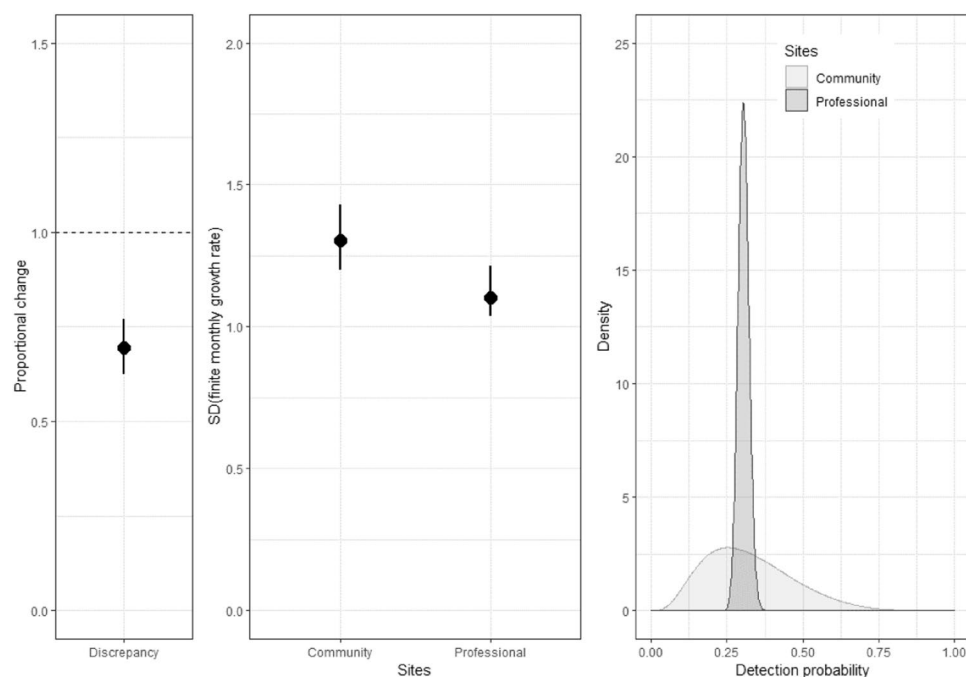 Proportional change
1.5
1.0
0.5
0.0
Discrepancy
SD(finite monthly growth rate)
2.0
1.5
1.0
0.5
0.0
Community
Professional
Sites
Density
25
20
15
10
5
0
Sites
Community
Professional
0.00
0.25
0.50
0.75
1.00
Detection probability